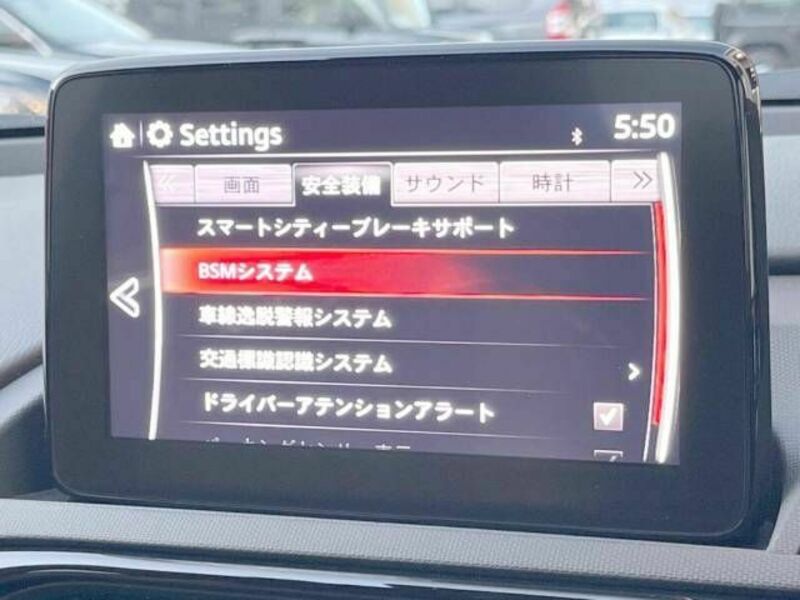 Settings 5:50
画面 安全装備 サウンド 時計
スマートシティーブレーキサポート
BSMシステム
車線逸脱警報システム
交通標識認識システム
ドライバーアテンションアラート